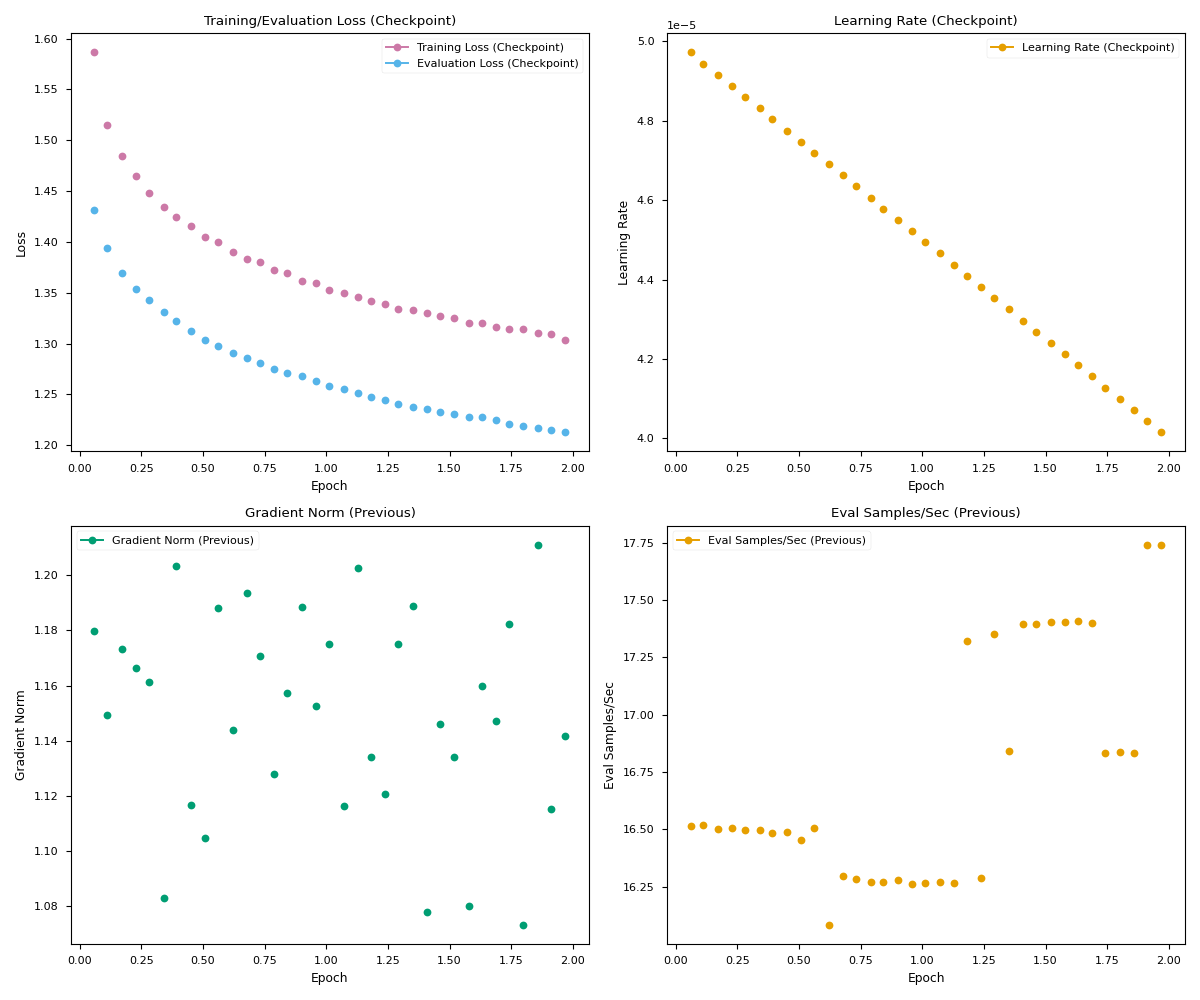 Training/Evaluation Loss (Checkpoint)
Training Loss (Checkpoint)
Evaluation Loss (Checkpoint)
Loss
1.60
1.55
1.50
1.45
1.40
1.35
1.30
1.25
1.20
0.00 0.25 0.50 0.75 1.00 1.25 1.50 1.75 2.00
Epoch
Learning Rate (Checkpoint)
1e−5
Learning Rate (Checkpoint)
Learning Rate
5.0
4.8
4.6
4.4
4.2
4.0
0.00 0.25 0.50 0.75 1.00 1.25 1.50 1.75 2.00
Epoch
Gradient Norm (Previous)
Gradient Norm (Previous)
Gradient Norm
1.20
1.18
1.16
1.14
1.12
1.10
1.08
0.00 0.25 0.50 0.75 1.00 1.25 1.50 1.75 2.00
Epoch
Eval Samples/Sec (Previous)
Eval Samples/Sec (Previous)
Eval Samples/Sec
17.75
17.50
17.25
17.00
16.75
16.50
16.25
0.00 0.25 0.50 0.75 1.00 1.25 1.50 1.75 2.00
Epoch